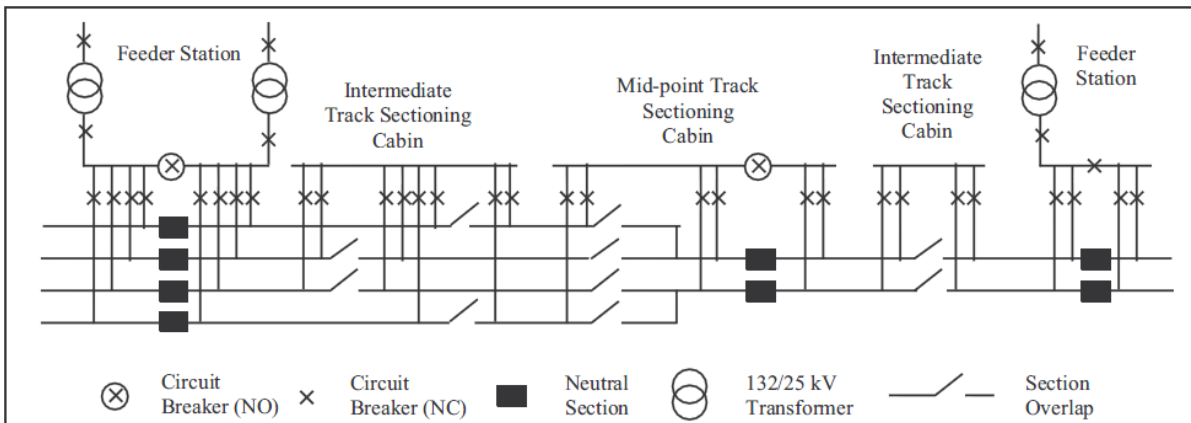 Feeder Station
Intermediate
Track Sectioning
Cabin
Mid-point Track
Sectioning
Cabin
Intermediate
Track
Sectioning
Cabin
Feeder
Station
Circuit
Breaker (NO)
Circuit
Breaker (NC)
Neutral
Section
132/25 kV
Transformer
Section
Overlap